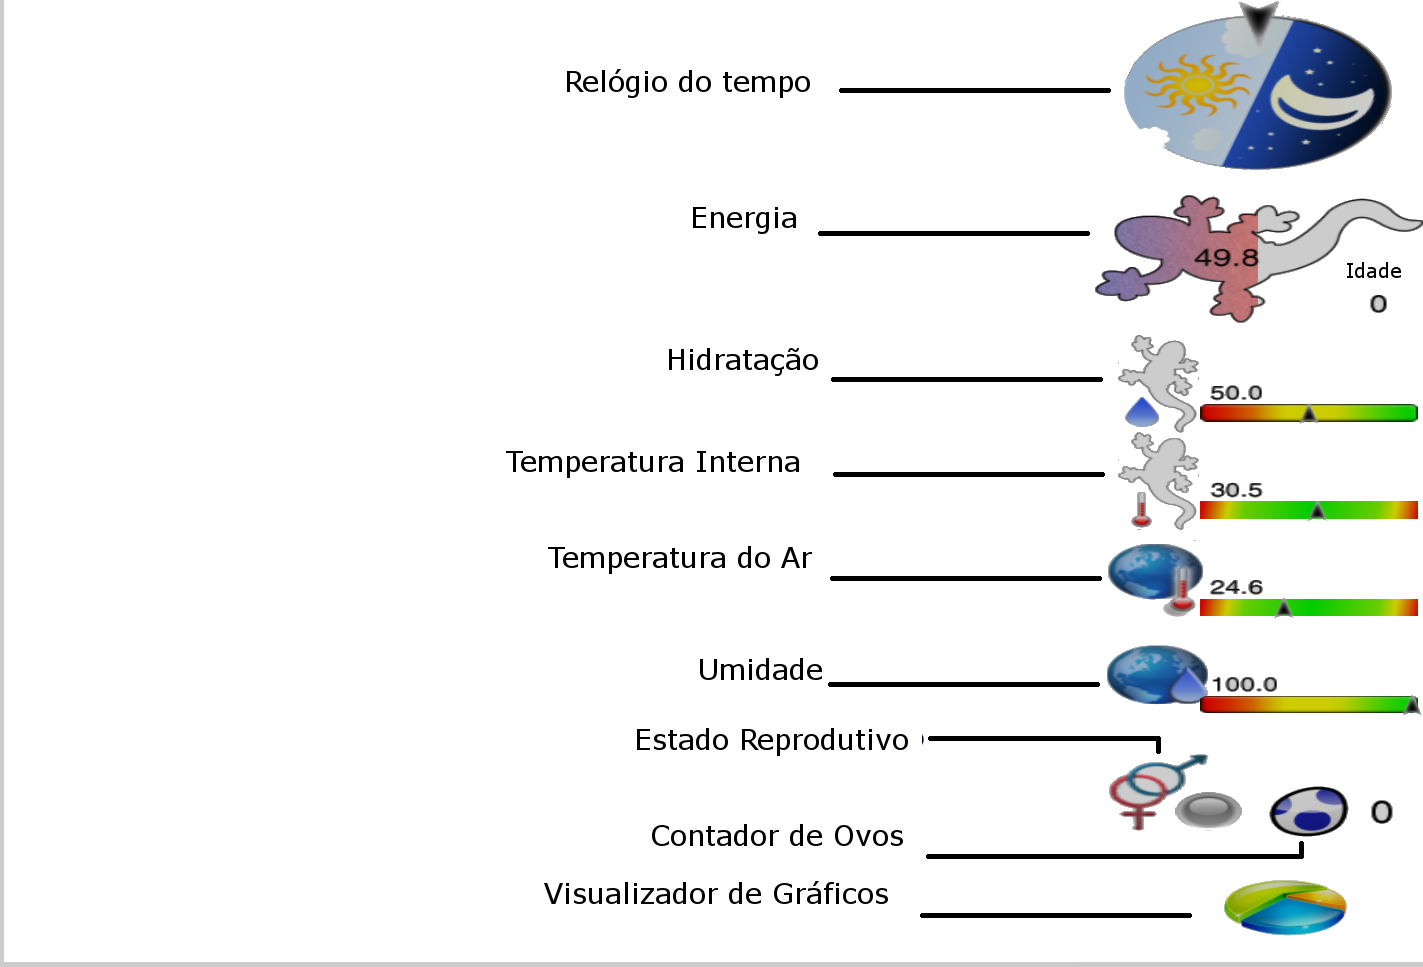 Relógio do tempo
Energia
49.8
Idade
0
Hidratação
50.0
Temperatura Interna
30.5
Temperatura do Ar
24.6
Umidade
100.0
Estado Reprodutivo
0
Contador de Ovos
Visualizador de Gráficos